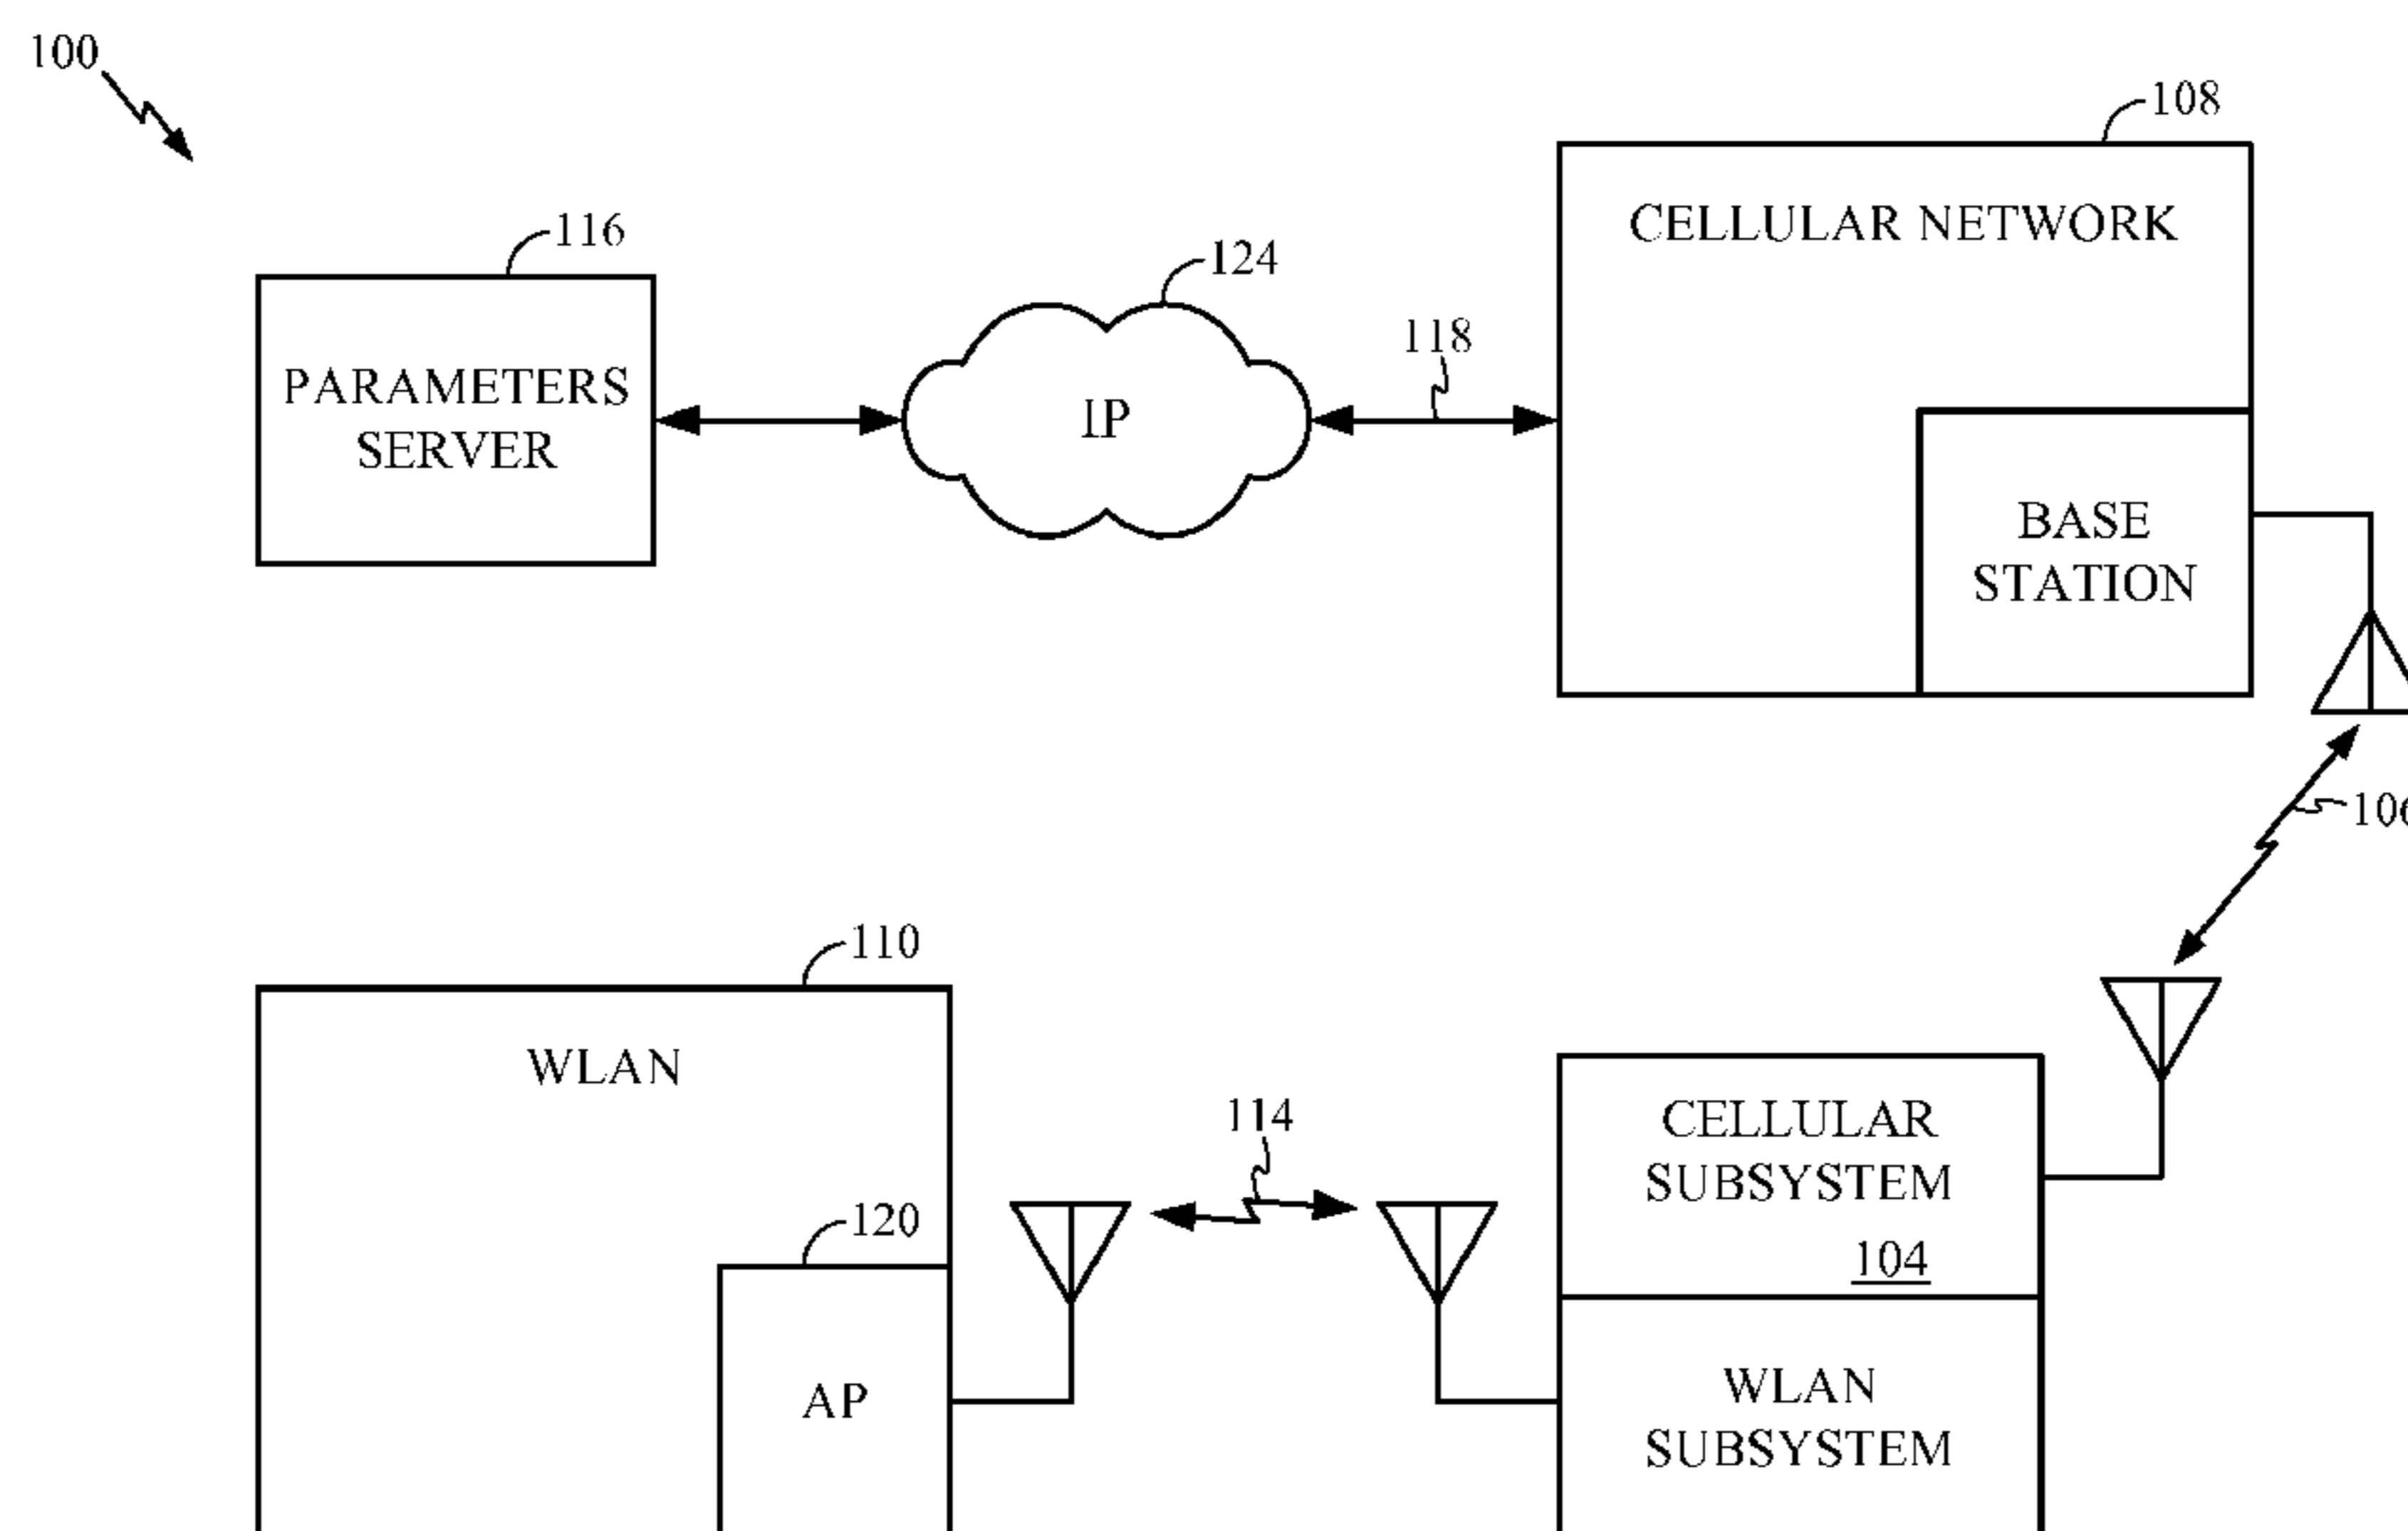 100
108
CELLULAR NETWORK
116
124
118
PARAMETERS
SERVER
IP
BASE
STATION
106
110
WLAN
114
CELLULAR
SUBSYSTEM
104
120
AP
WLAN
SUBSYSTEM